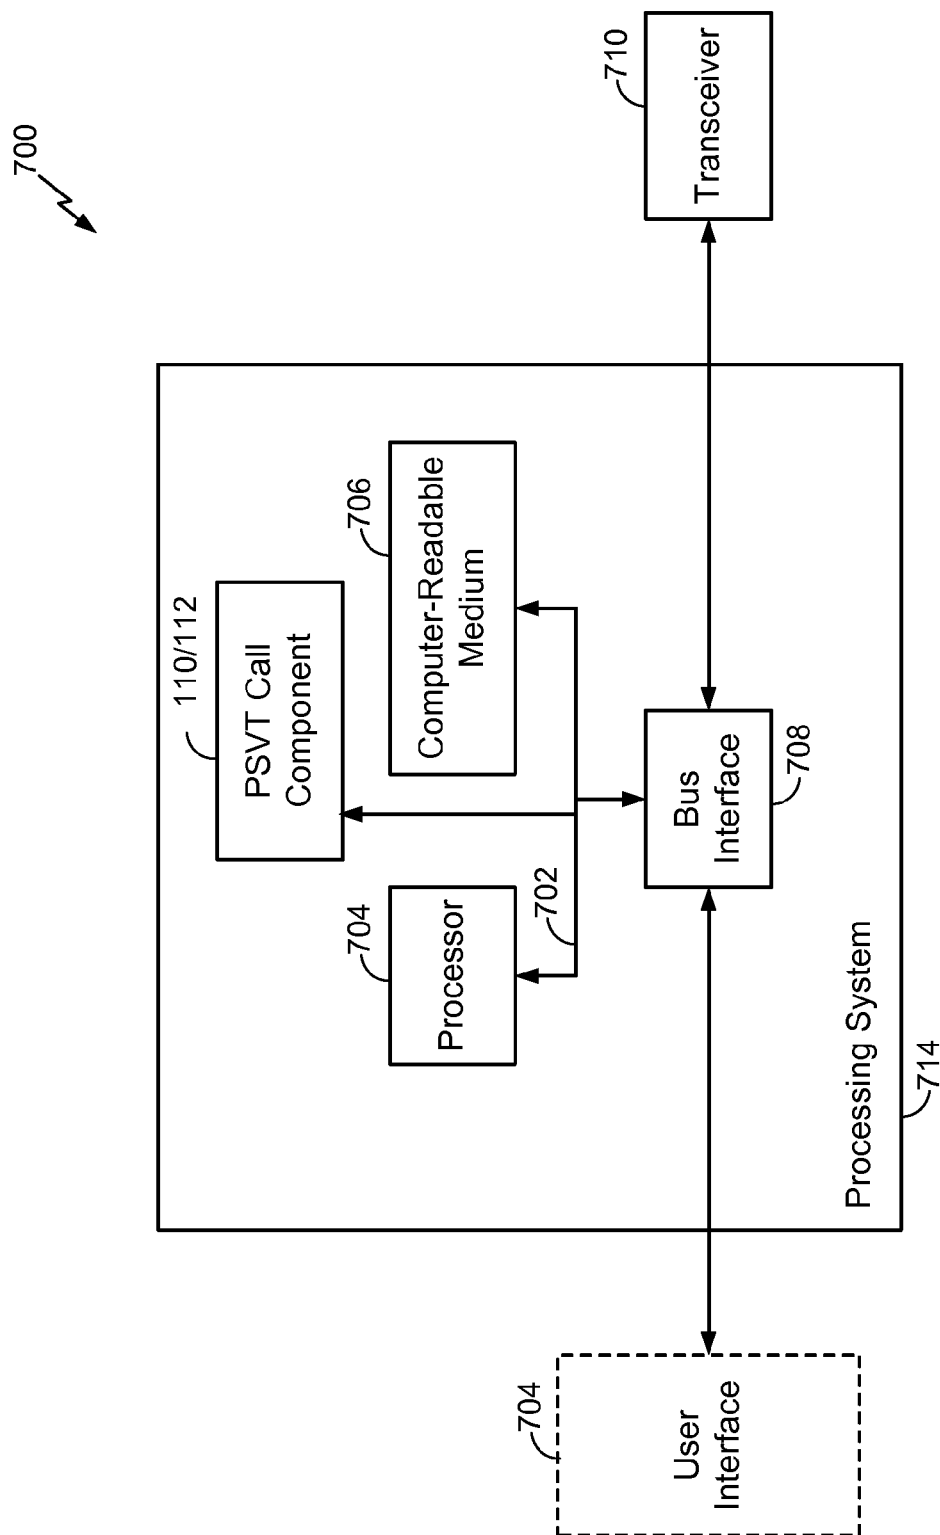 700
110/112
PSVT Call
Component
704
Processor
706
Computer-Readable
Medium
702
704
User
Interface
Bus
Interface
708
710
Transceiver
Processing System
714